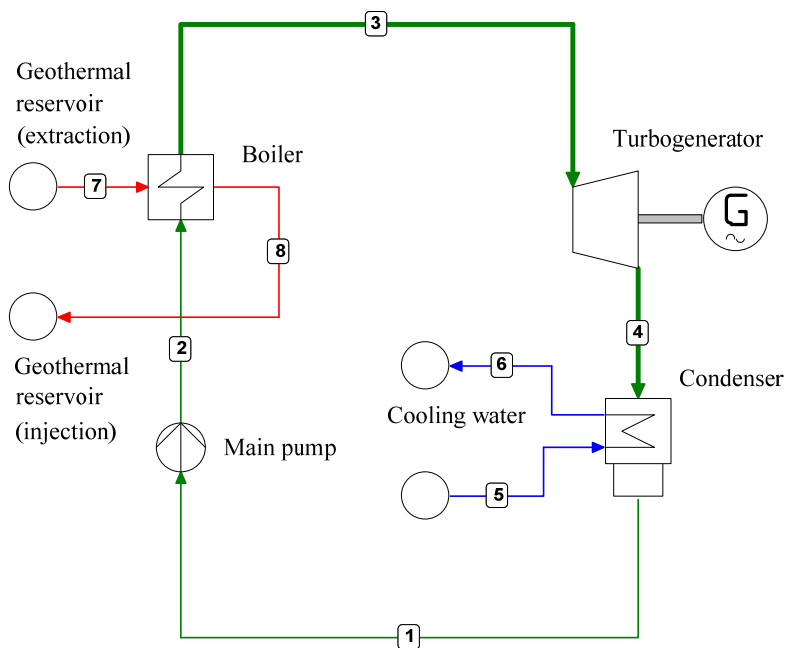 3
Geothermal
reservoir
(extraction)
Boiler
Turbogenerator
7
G
8
4
2
6
Geothermal
reservoir
(injection)
Condenser
Cooling water
Main pump
5
1